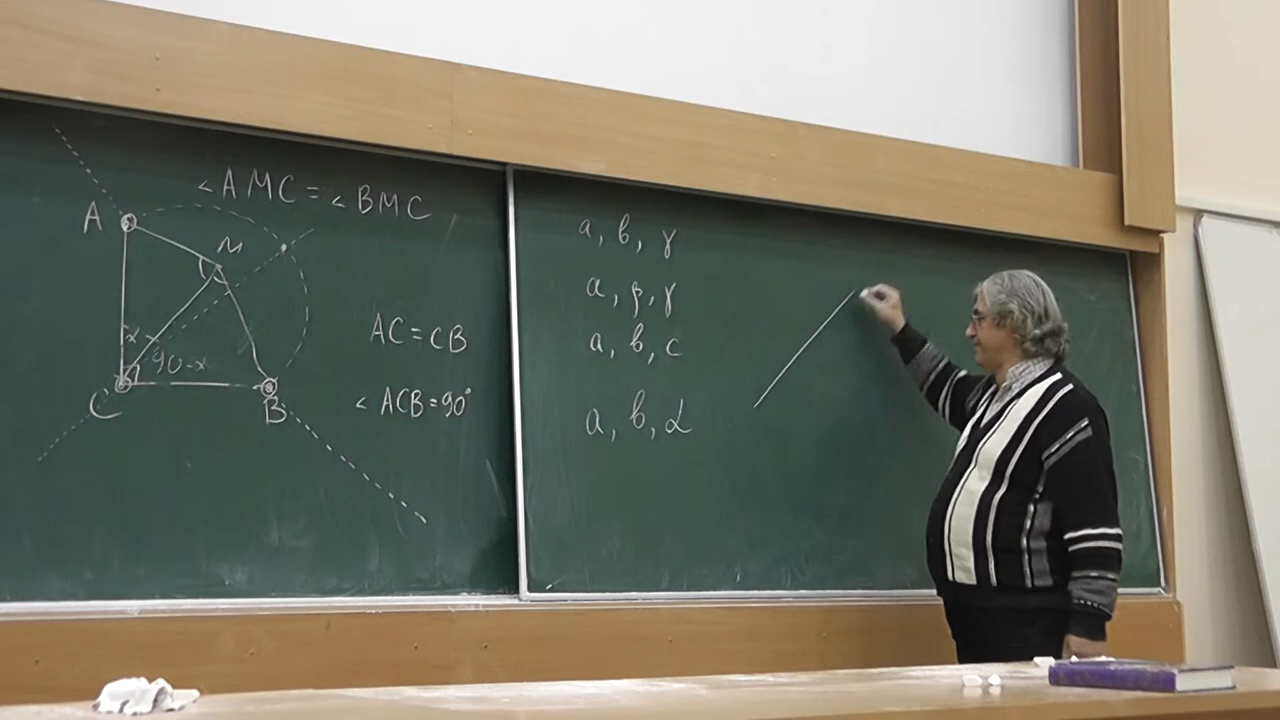 ∠AMC=∠BMC
A
M
AC=CB
α
90-α
C
B
∠ACB=90°
a, b, γ
a, β, γ
a, b, c
a, b, α